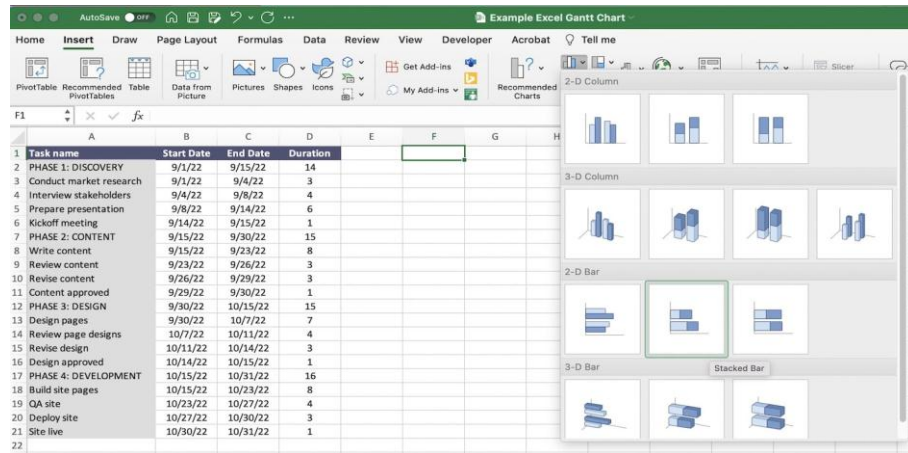 AutoSave OFF ... Example Excel Gantt Chart
Home Insert Draw Page Layout Formulas Data Review View Developer Acrobat Tell me
PivotTable Recommended PivotTables Table Data from Picture Pictures Shapes Icons Get Add-ins My Add-ins Recommended Charts Slicer
F1 fx
A B C D E F G H
1 Task name Start Date End Date Duration
2 PHASE 1: DISCOVERY 9/1/22 9/15/22 14
3 Conduct market research 9/1/22 9/4/22 3
4 Interview stakeholders 9/4/22 9/8/22 4
5 Prepare presentation 9/8/22 9/14/22 6
6 Kickoff meeting 9/14/22 9/15/22 1
7 PHASE 2: CONTENT 9/15/22 9/30/22 15
8 Write content 9/15/22 9/23/22 8
9 Review content 9/23/22 9/26/22 3
10 Revise content 9/26/22 9/29/22 3
11 Content approved 9/29/22 9/30/22 1
12 PHASE 3: DESIGN 9/30/22 10/15/22 15
13 Design pages 9/30/22 10/7/22 7
14 Review page designs 10/7/22 10/11/22 4
15 Revise design 10/11/22 10/14/22 3
16 Design approved 10/14/22 10/15/22 1
17 PHASE 4: DEVELOPMENT 10/15/22 10/31/22 16
18 Build site pages 10/15/22 10/23/22 8
19 QA site 10/23/22 10/27/22 4
20 Deploy site 10/27/22 10/30/22 3
21 Site live 10/30/22 10/31/22 1
22
2-D Column
3-D Column
2-D Bar
3-D Bar
Stacked Bar